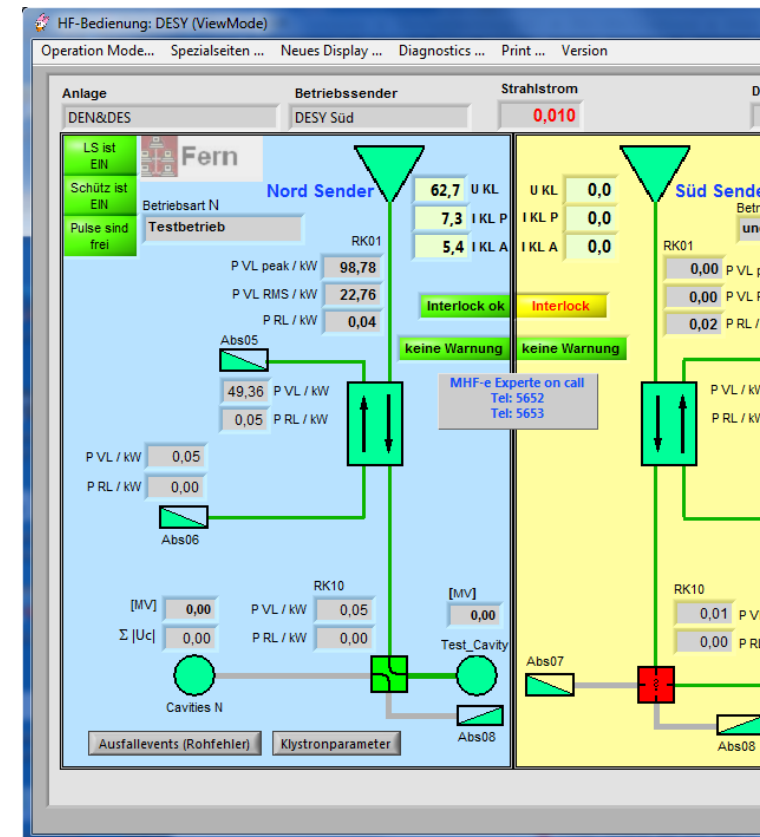 HF-Bedienung: DESY (ViewMode)
Operation Mode... Spezialseiten ... Neues Display ... Diagnostics ... Print ... Version
Anlage Betriebssender Strahlstrom D
DEN&DES DESY Süd 0,010
LS ist
EIN
Fern
Schütz ist
EIN
Pulse sind
frei
Nord Sender
Betriebsart N
Testbetrieb
62,7 U KL
7,3 I KL P
5,4 I KL A
RK01
P VL peak / kW 98,78
P VL RMS / kW 22,76
P RL / kW 0,04
Interlock ok
keine Warnung
Abs05
49,36 P VL / kW
0,05 P RL / kW
P VL / kW 0,05
P RL / kW 0,00
Abs06
MHF-e Experte on call
Tel: 5652
Tel: 5653
RK10
[MV] 0,00 P VL / kW 0,05
Σ |Uc| 0,00 P RL / kW 0,00
[MV]
0,00
Test_Cavity
Cavities N
Abs08
Ausfallevents (Rohfehler) Klystronparameter
U KL 0,0
I KL P 0,0
I KL A 0,0
Süd Sende
Betr
un
RK01
0,00 P VL p
0,00 P VL R
0,02 P RL /
Interlock
keine Warnung
P VL / kW
P RL / kW
RK10
0,01 P VL
0,00 P RL
Abs07
Abs08